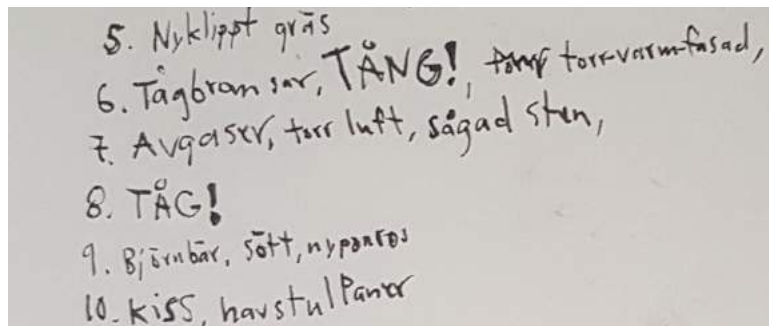 5. Nyklippt gräs
6. Tågbromsar, TÅNG!, torr-varm-fasad,
7. Avgaser, torr luft, sågad sten,
8. TÅG!
9. Björnbär, sött, nyponros
10. Kiss, havstulpaner